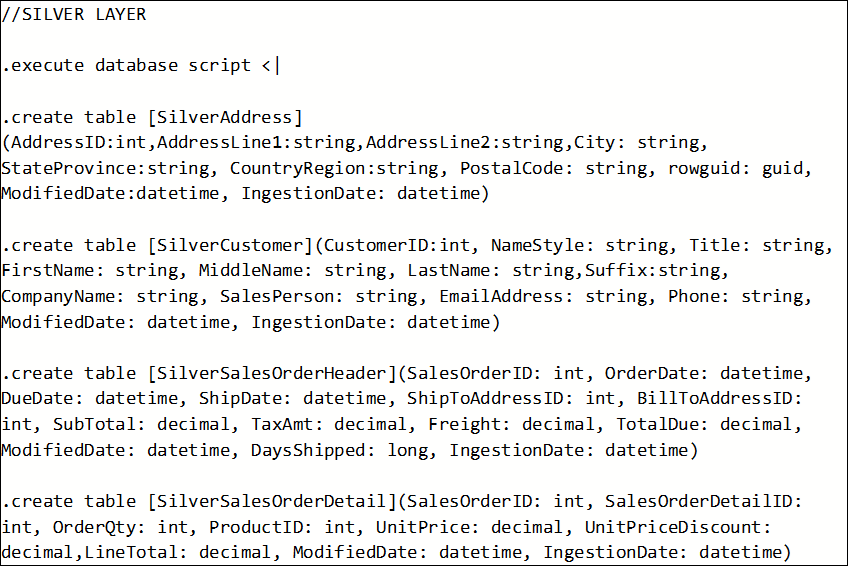 //SILVER LAYER
.execute database script <|
.create table [SilverAddress]
(AddressID:int,AddressLine1:string,AddressLine2:string,City: string,
StateProvince:string, CountryRegion:string, PostalCode: string, rowguid: guid,
ModifiedDate:datetime, IngestionDate: datetime)
.create table [SilverCustomer](CustomerID:int, NameStyle: string, Title: string,
FirstName: string, MiddleName: string, LastName: string,Suffix:string,
CompanyName: string, SalesPerson: string, EmailAddress: string, Phone: string,
ModifiedDate: datetime, IngestionDate: datetime)
.create table [SilverSalesOrderHeader](SalesOrderID: int, OrderDate: datetime,
DueDate: datetime, ShipDate: datetime, ShipToAddressID: int, BillToAddressID:
int, SubTotal: decimal, TaxAmt: decimal, Freight: decimal, TotalDue: decimal,
ModifiedDate: datetime, DaysShipped: long, IngestionDate: datetime)
.create table [SilverSalesOrderDetail](SalesOrderID: int, SalesOrderDetailID:
int, OrderQty: int, ProductID: int, UnitPrice: decimal, UnitPriceDiscount:
decimal,LineTotal: decimal, ModifiedDate: datetime, IngestionDate: datetime)